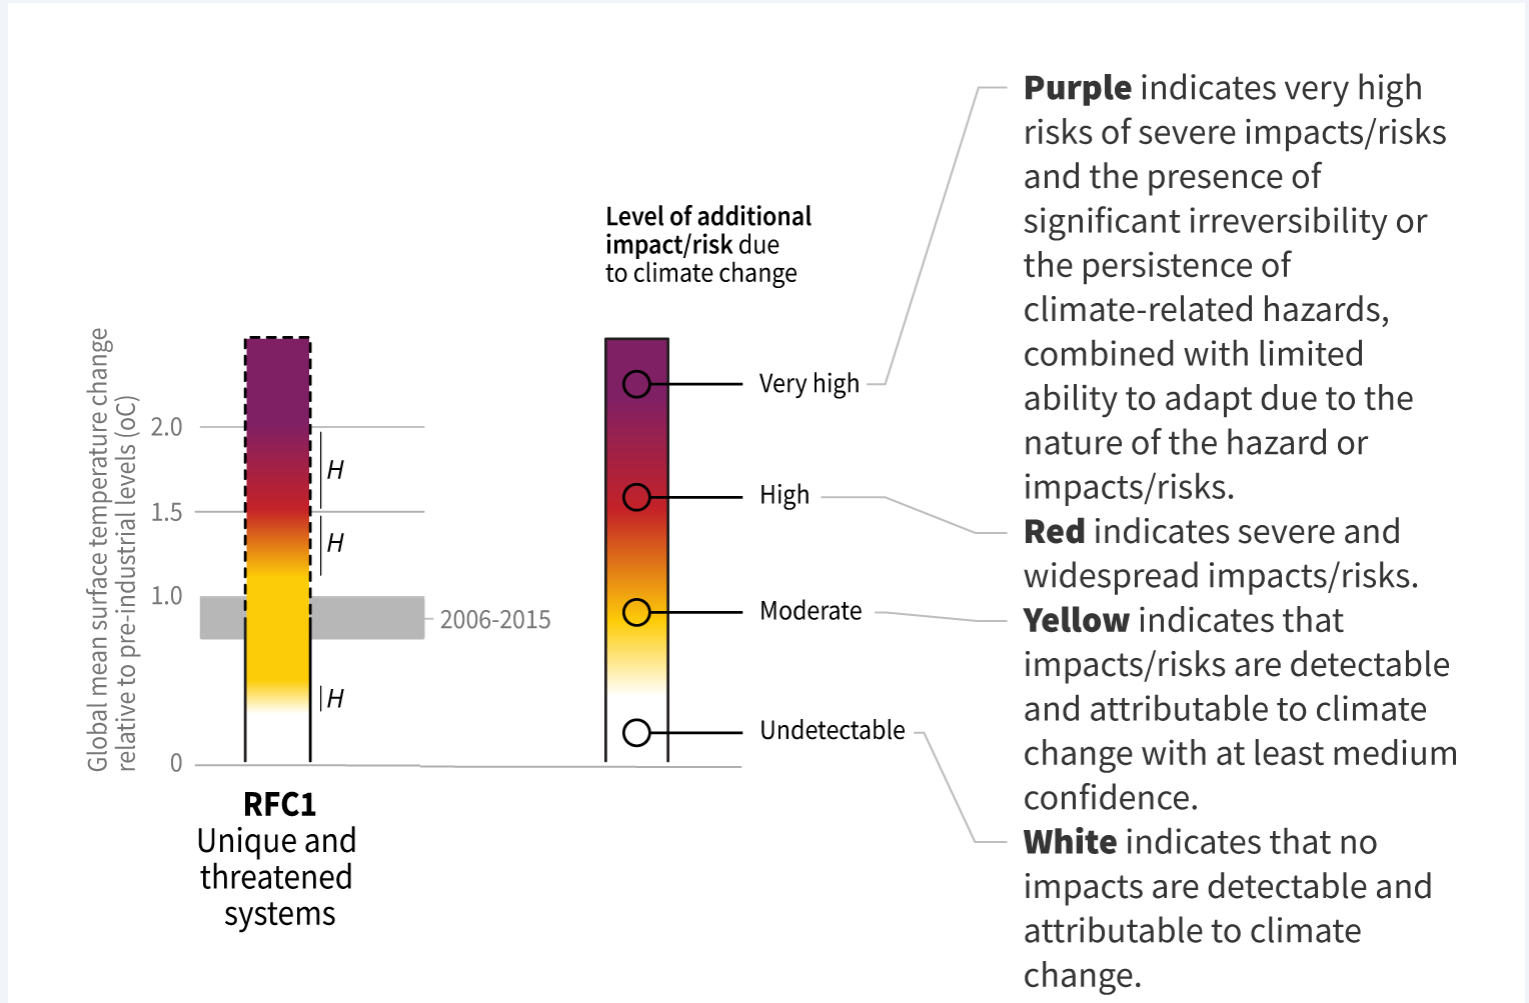 Purple indicates very high
risks of severe impacts/risks
and the presence of
significant irreversibility or
the persistence of
climate-related hazards,
combined with limited
ability to adapt due to the
nature of the hazard or
impacts/risks.
Red indicates severe and
widespread impacts/risks.
Yellow indicates that
impacts/risks are detectable
and attributable to climate
change with at least medium
confidence.
White indicates that no
impacts are detectable and
attributable to climate
change.
Level of additional
impact/risk due
to climate change
Very high
High
Moderate
Undetectable
Global mean surface temperature change
relative to pre-industrial levels (oC)
2.0
1.5
1.0
0
H
H
H
2006-2015
RFC1
Unique and
threatened
systems